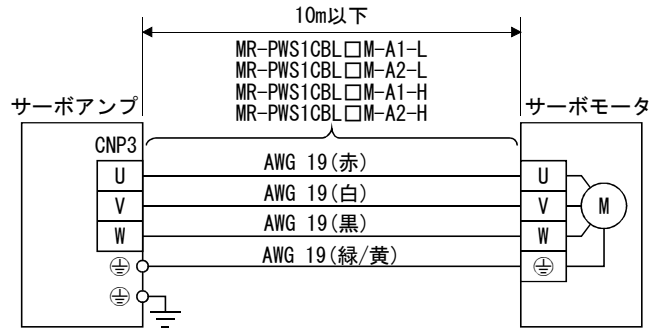 10m以下
MR-PWS1CBL□M-A1-L
MR-PWS1CBL□M-A2-L
MR-PWS1CBL□M-A1-H
MR-PWS1CBL□M-A2-H
サーボアンプ
サーボモータ
CNP3
U
AWG 19(赤)
U
V
AWG 19(白)
V
M
W
AWG 19(黒)
W
AWG 19(緑/黄)